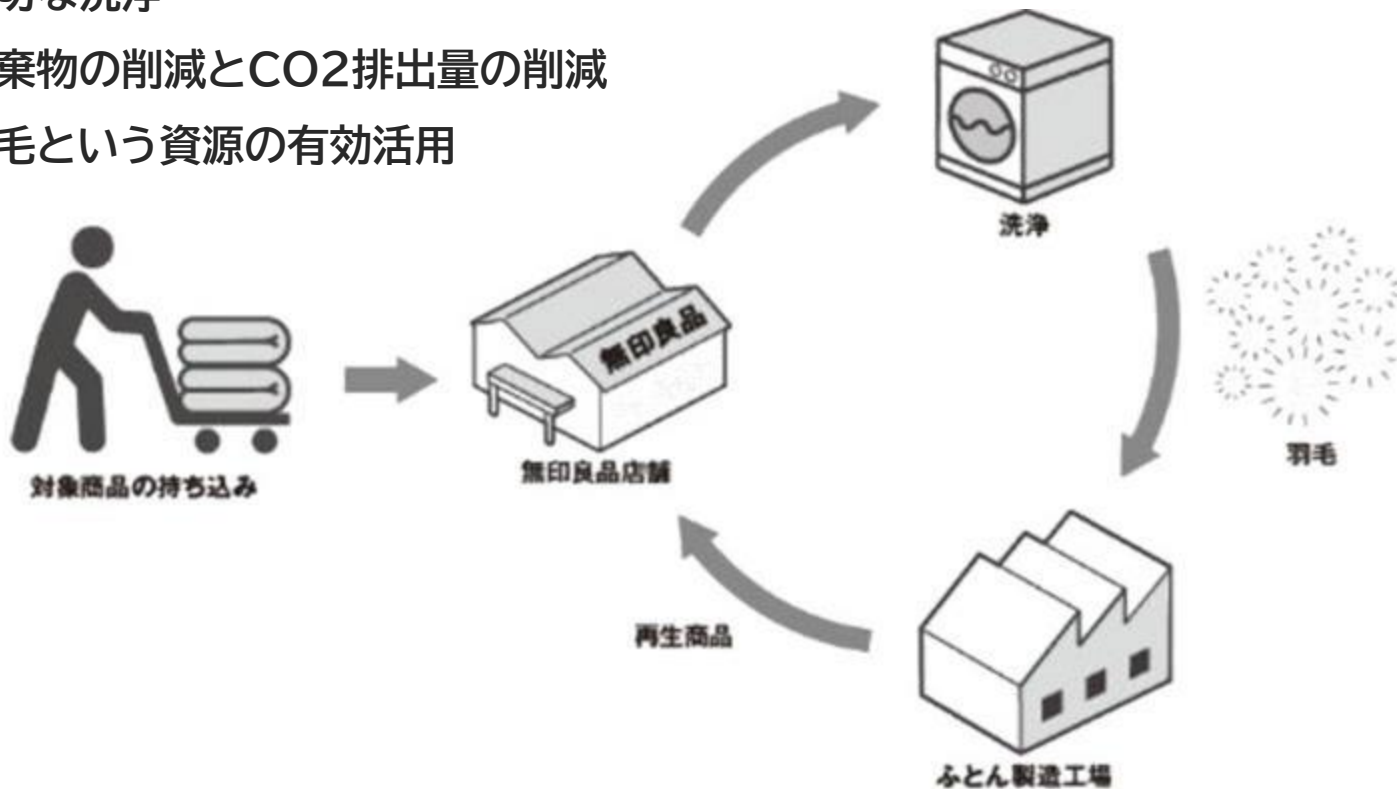 な洗浄
棄物の削減とCO2排出量の削減
毛という資源の有効活用
洗浄
無印良品
羽毛
無印良品店舗
対象商品の持ち込み
再生商品
ふとん製造工場